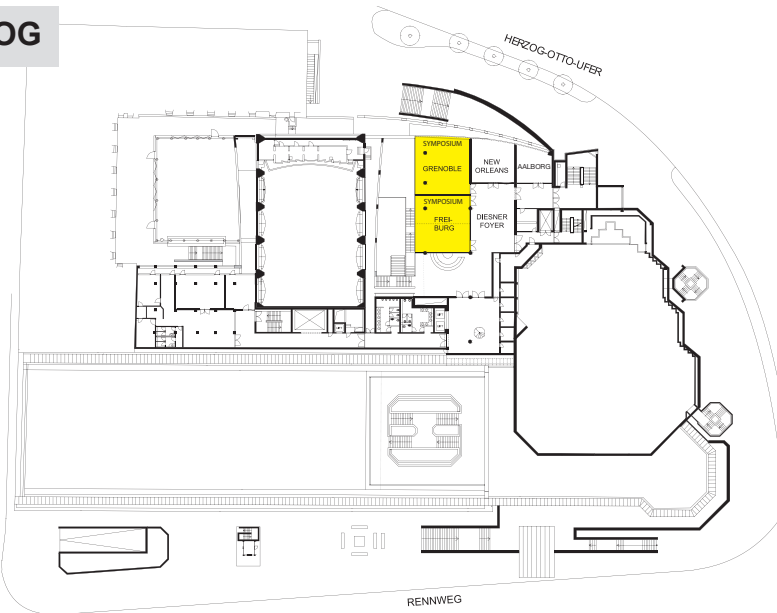 OG
HERZOG-OTTO-UFER
SYMPOSIUM
GRENOBLE
NEW
ORLEANS
AALBORG
SYMPOSIUM
FREI-
BURG
DIESNER
FOYER
RENNWEG